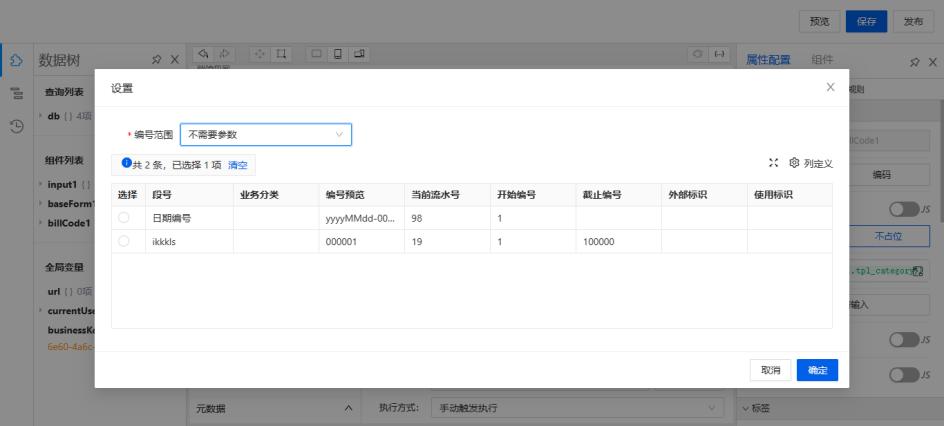 预览
保存
发布
数据树
查询列表
db { } 4项
组件列表
input1 { }
baseForm1
billCode1
全局变量
url { } 0项
currentUse
businessKe
6e60-4a6c-
属性配置
组件
设置
* 编号范围
不需要参数
共 2 条，已选择 1 项 清空
列定义
选择 段号 业务分类 编号预览 当前流水号 开始编号 截止编号 外部标识 使用标识
日期编号 yyyyMMdd-00... 98 1
ikkkls 000001 19 1 100000
取消
确定
规则
illCode1
编码
JS
不占位
.tpl_category
输入
JS
JS
标签
元数据
执行方式:
手动触发执行